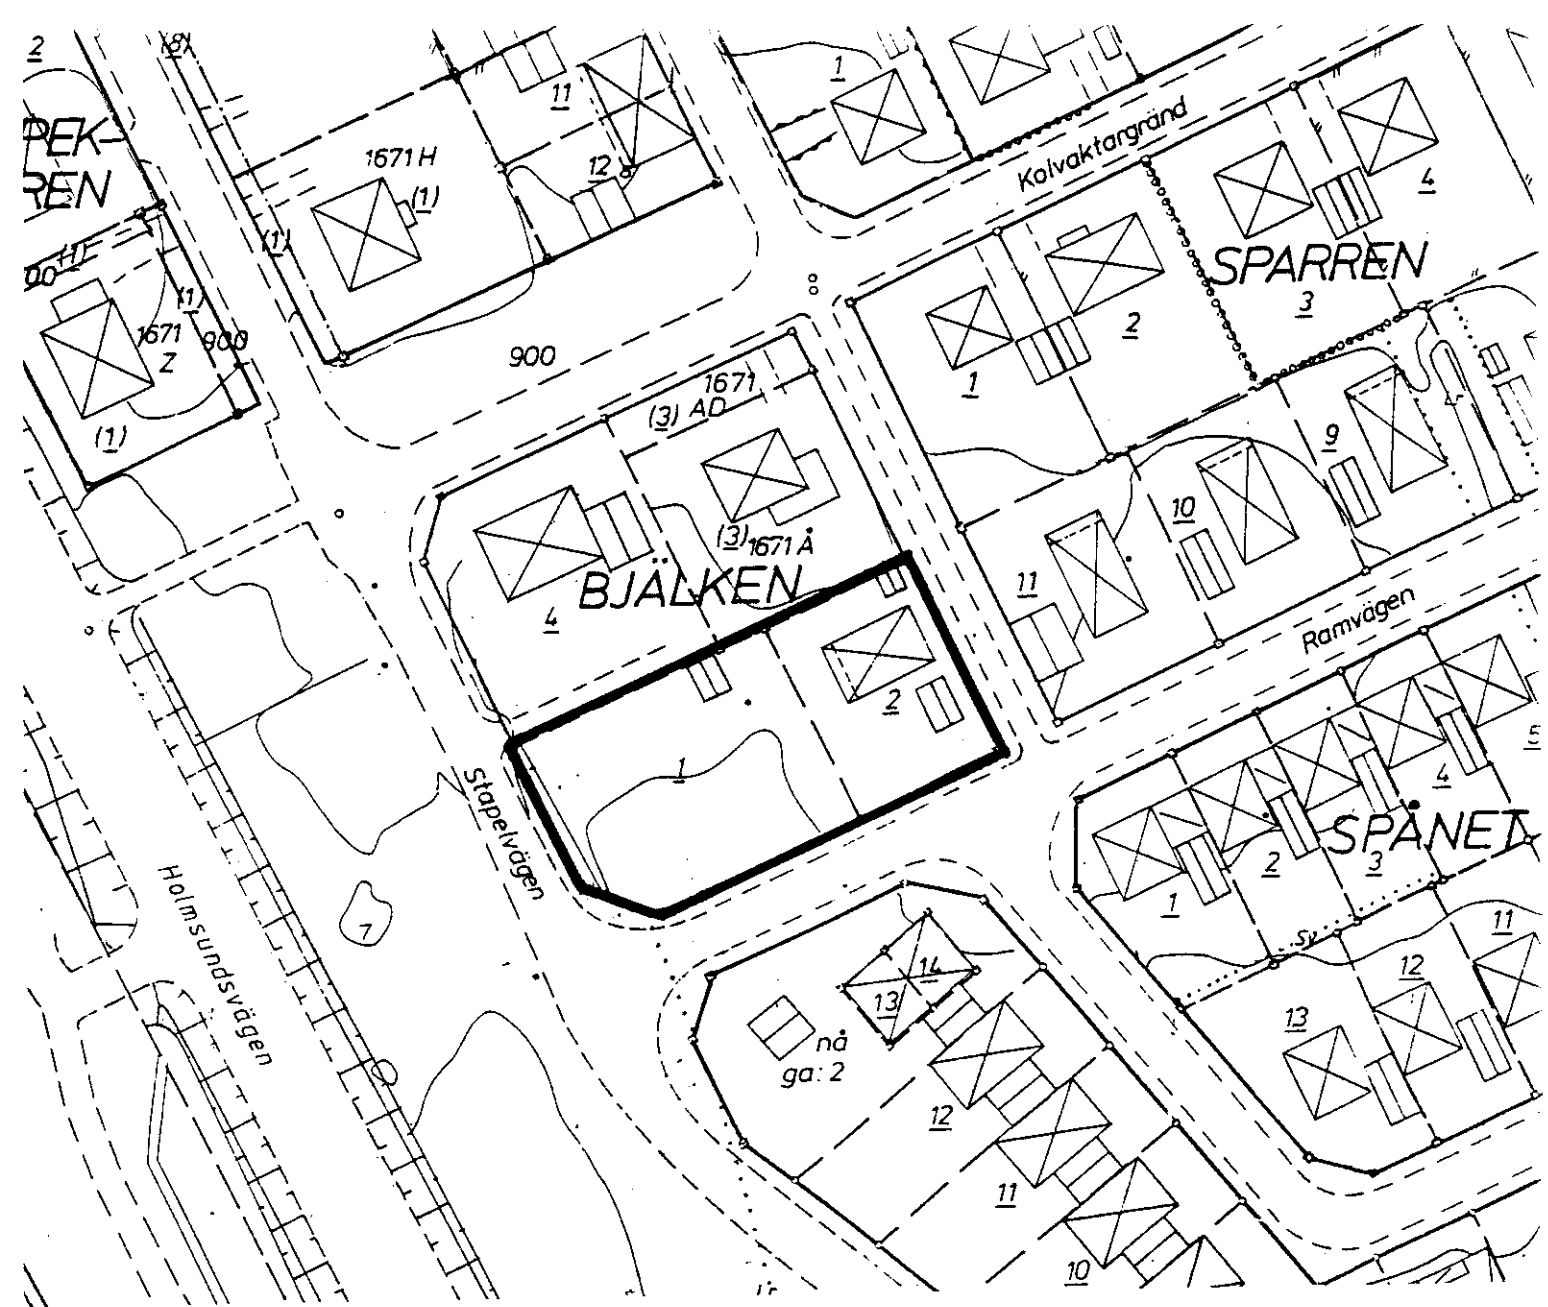 2
(8)
PEK-
REN
1671 H
(1)
11
12
1
Kolvaktargränd
4
SPARREN
3
(1)
(1)
1671
Z
900
(1)
900
1671
(3) AD
2
1
9
10
11
(3) 1671 Å
BJÄLKEN
4
Ramvägen
2
1
5
4
SPÅNET
3
2
1
Stapelvägen
Holmsundsvägen
7
14
13
nå
ga: 2
Sv
11
12
13
12
11
10